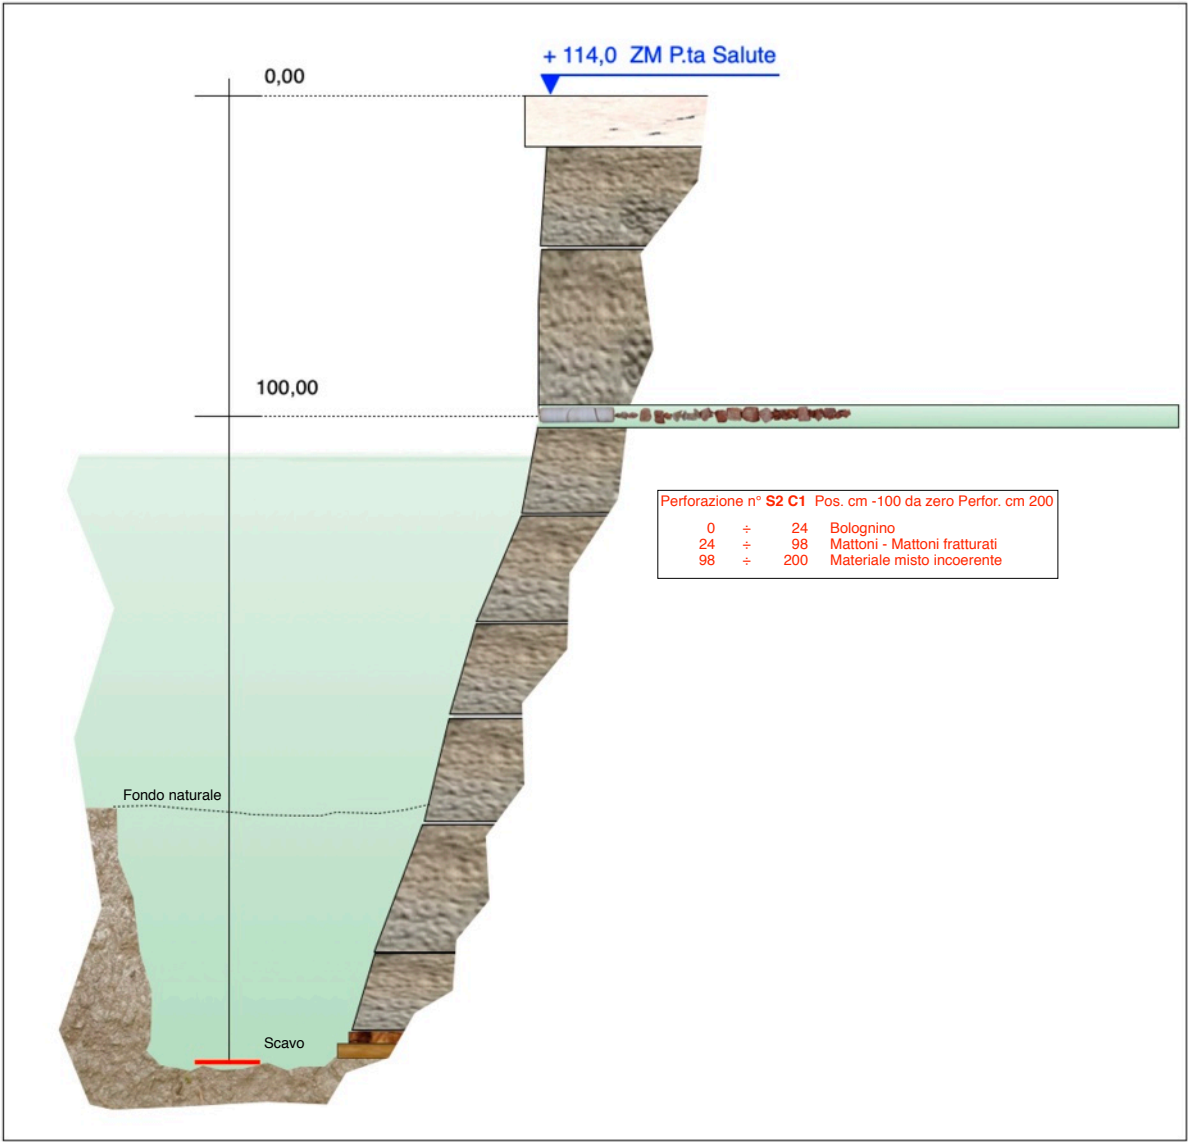 + 114,0 ZM P.ta Salute
0,00
100,00
Perforazione n° S2 C1 Pos. cm -100 da zero Perfor. cm 200
0 ÷ 24 Bolognino
24 ÷ 98 Mattoni - Mattoni fratturati
98 ÷ 200 Materiale misto incoerente
Fondo naturale
Scavo